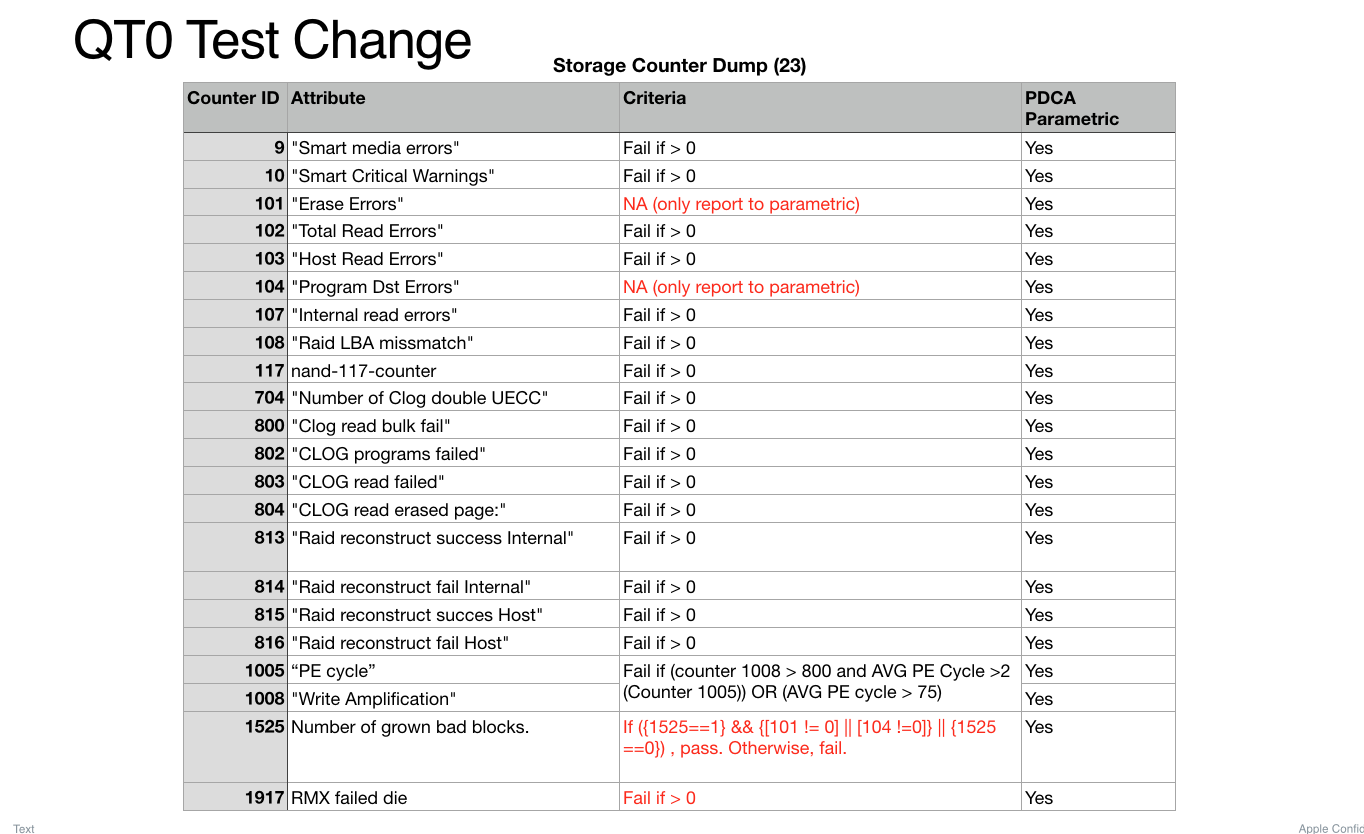 QT0 Test Change
Storage Counter Dump (23)
Counter ID Attribute Criteria PDCA
Parametric
9 "Smart media errors" Fail if > 0 Yes
10 "Smart Critical Warnings" Fail if > 0 Yes
101 "Erase Errors" NA (only report to parametric) Yes
102 "Total Read Errors" Fail if > 0 Yes
103 "Host Read Errors" Fail if > 0 Yes
104 "Program Dst Errors" NA (only report to parametric) Yes
107 "Internal read errors" Fail if > 0 Yes
108 "Raid LBA missmatch" Fail if > 0 Yes
117 nand-117-counter Fail if > 0 Yes
704 "Number of Clog double UECC" Fail if > 0 Yes
800 "Clog read bulk fail" Fail if > 0 Yes
802 "CLOG programs failed" Fail if > 0 Yes
803 "CLOG read failed" Fail if > 0 Yes
804 "CLOG read erased page:" Fail if > 0 Yes
813 "Raid reconstruct success Internal" Fail if > 0 Yes
814 "Raid reconstruct fail Internal" Fail if > 0 Yes
815 "Raid reconstruct succes Host" Fail if > 0 Yes
816 "Raid reconstruct fail Host" Fail if > 0 Yes
1005 “PE cycle” Fail if (counter 1008 > 800 and AVG PE Cycle >2 Yes
1008 "Write Amplification" (Counter 1005)) OR (AVG PE cycle > 75) Yes
1525 Number of grown bad blocks. If ({1525==1} && {[101 != 0] || [104 !=0]} || {1525 Yes
==0}) , pass. Otherwise, fail.
1917 RMX failed die Fail if > 0 Yes
Text Apple Confid